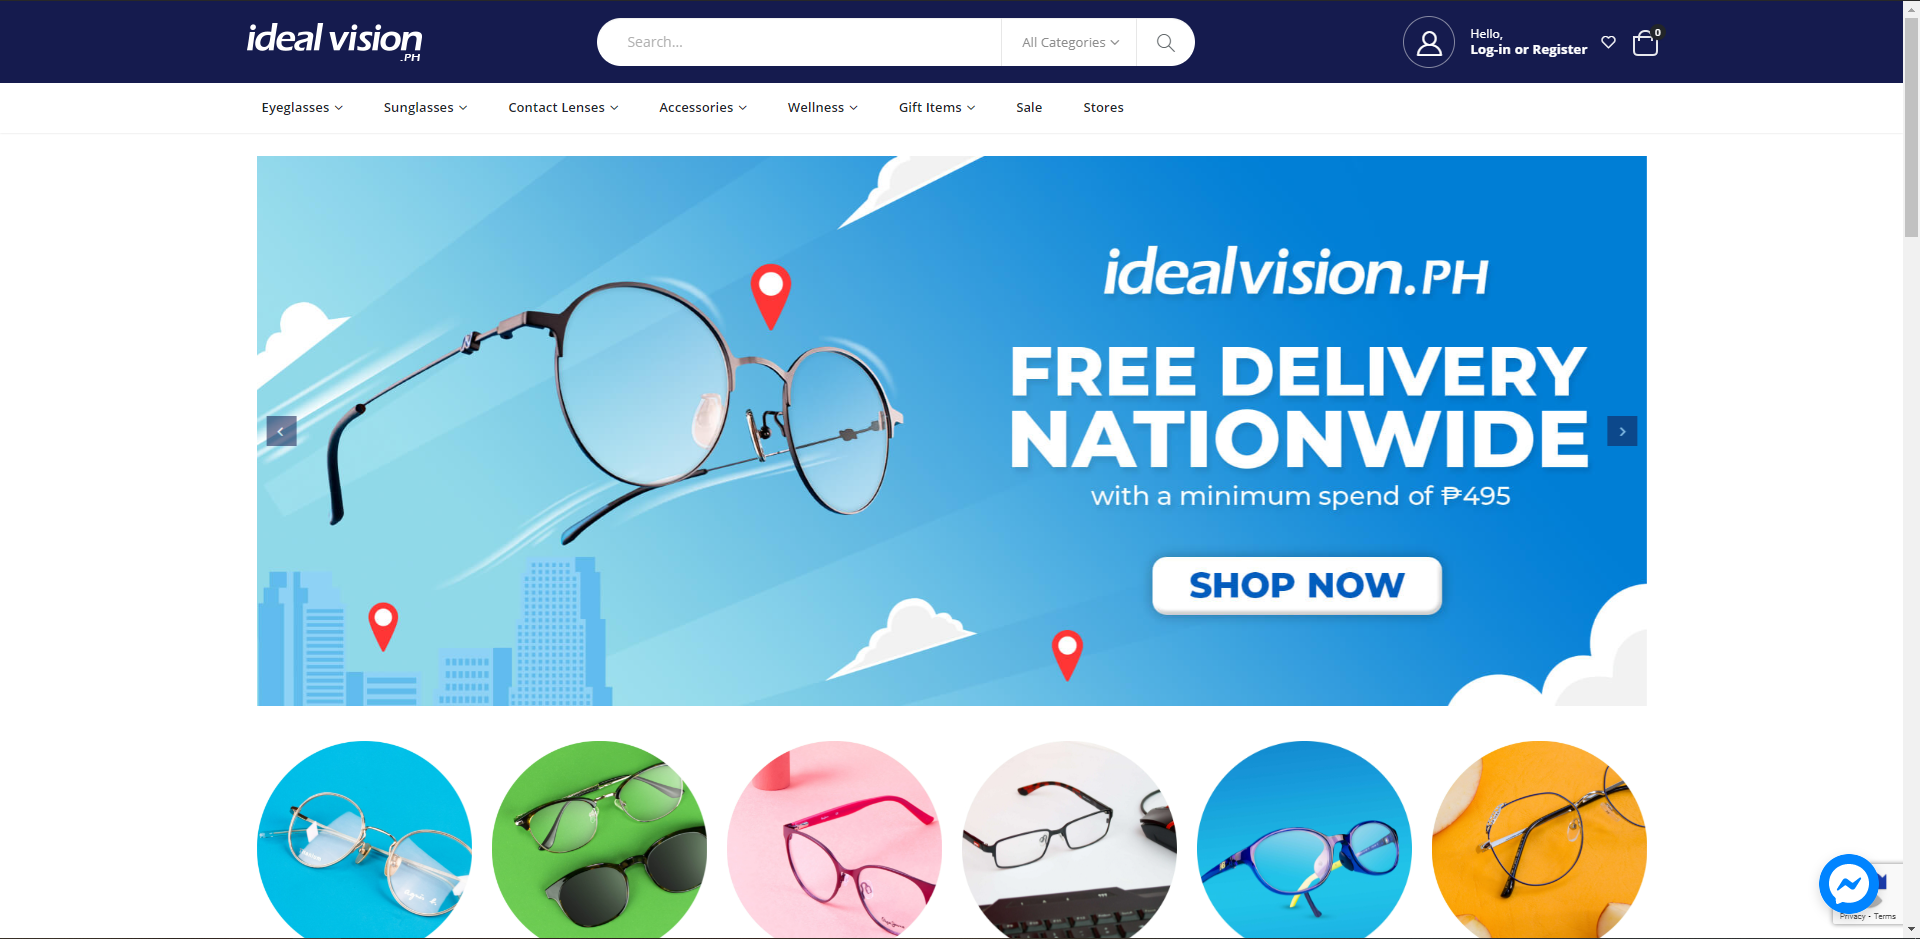 ideal vision
.PH
Search...
All Categories
Hello,
Log-in or Register
0
Eyeglasses
Sunglasses
Contact Lenses
Accessories
Wellness
Gift Items
Sale
Stores
idealvision.PH
FREE DELIVERY
NATIONWIDE
with a minimum spend of ₱495
SHOP NOW
Privacy - Terms